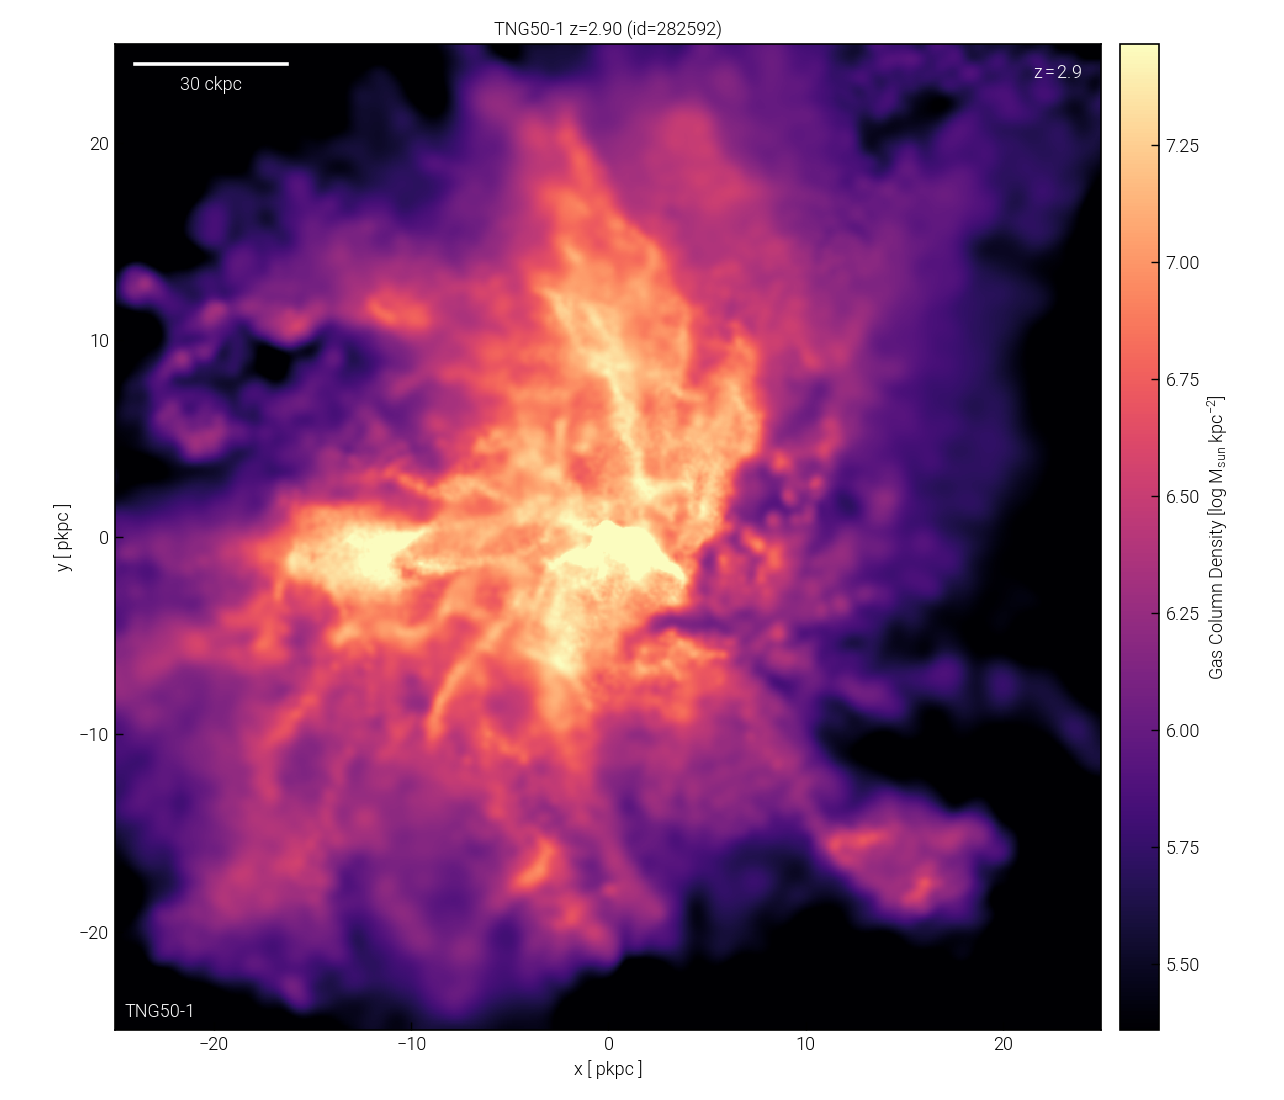 TNG50-1 z=2.90 (id=282592)
30 ckpc
z=2.9
20
10
0
−10
−20
y [ pkpc ]
TNG50-1
−20
−10
0
10
20
x [ pkpc ]
7.25
7.00
6.75
6.50
6.25
6.00
5.75
5.50
Gas Column Density [log M_sun kpc⁻²]